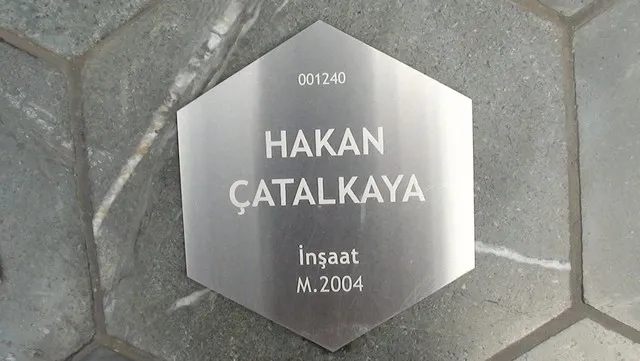 001240
HAKAN
ÇATALKAYA
İnşaat
M.2004